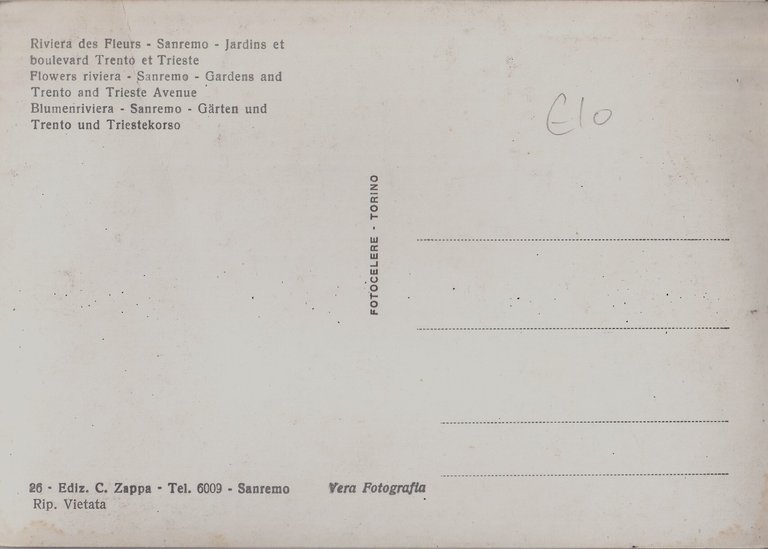 Riviera des Fleurs - Sanremo - Jardins et
boulevard Trento et Trieste
Flowers riviera - Sanremo - Gardens and
Trento and Trieste Avenue
Blumenriviera - Sanremo - Gärten und
Trento und Triestekorso
€10
FOTOCELERE - TORINO
26 - Ediz. C. Zappa - Tel. 6009 - Sanremo
Vera Fotografia
Rip. Vietata